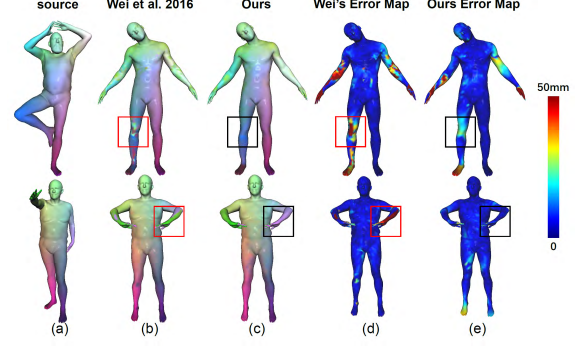 source Wei et al. 2016 Ours Wei's Error Map Ours Error Map
50mm
0
(a) (b) (c) (d) (e)